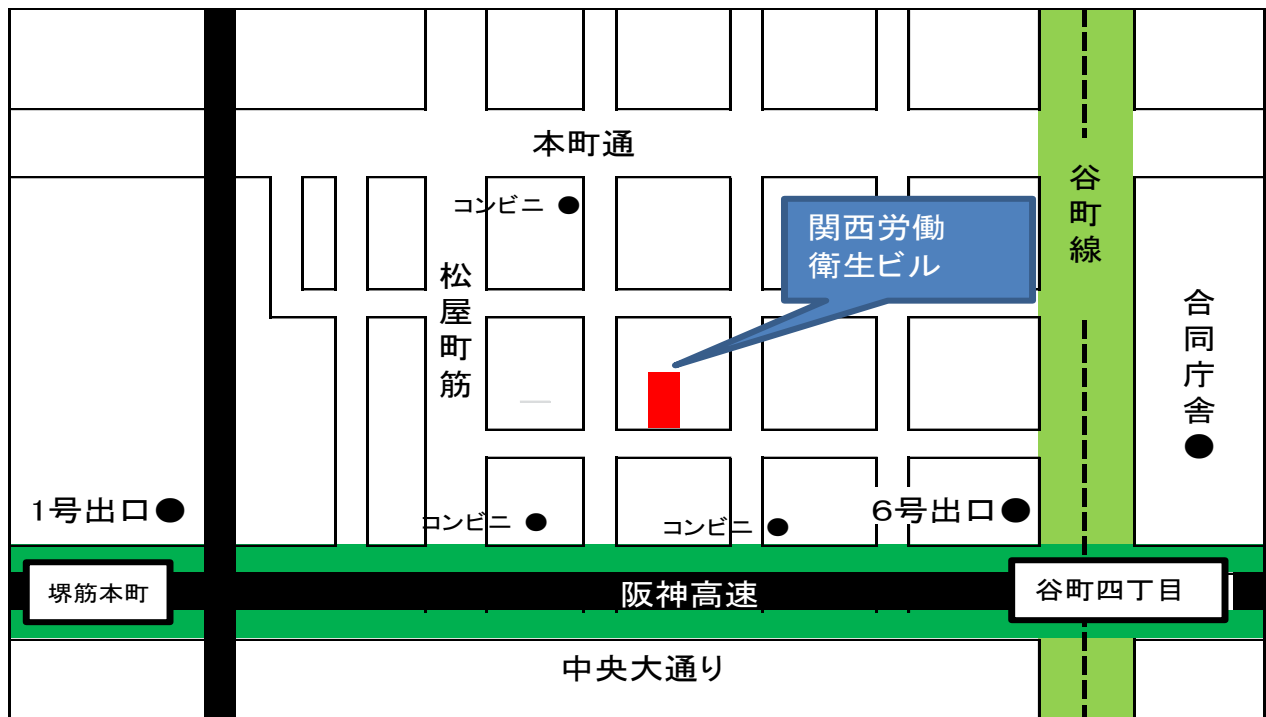 本町通
谷町線
コンビニ
関西労働
衛生ビル
松屋町筋
合同庁舎
1号出口
コンビニ
コンビニ
6号出口
堺筋本町
阪神高速
谷町四丁目
中央大通り